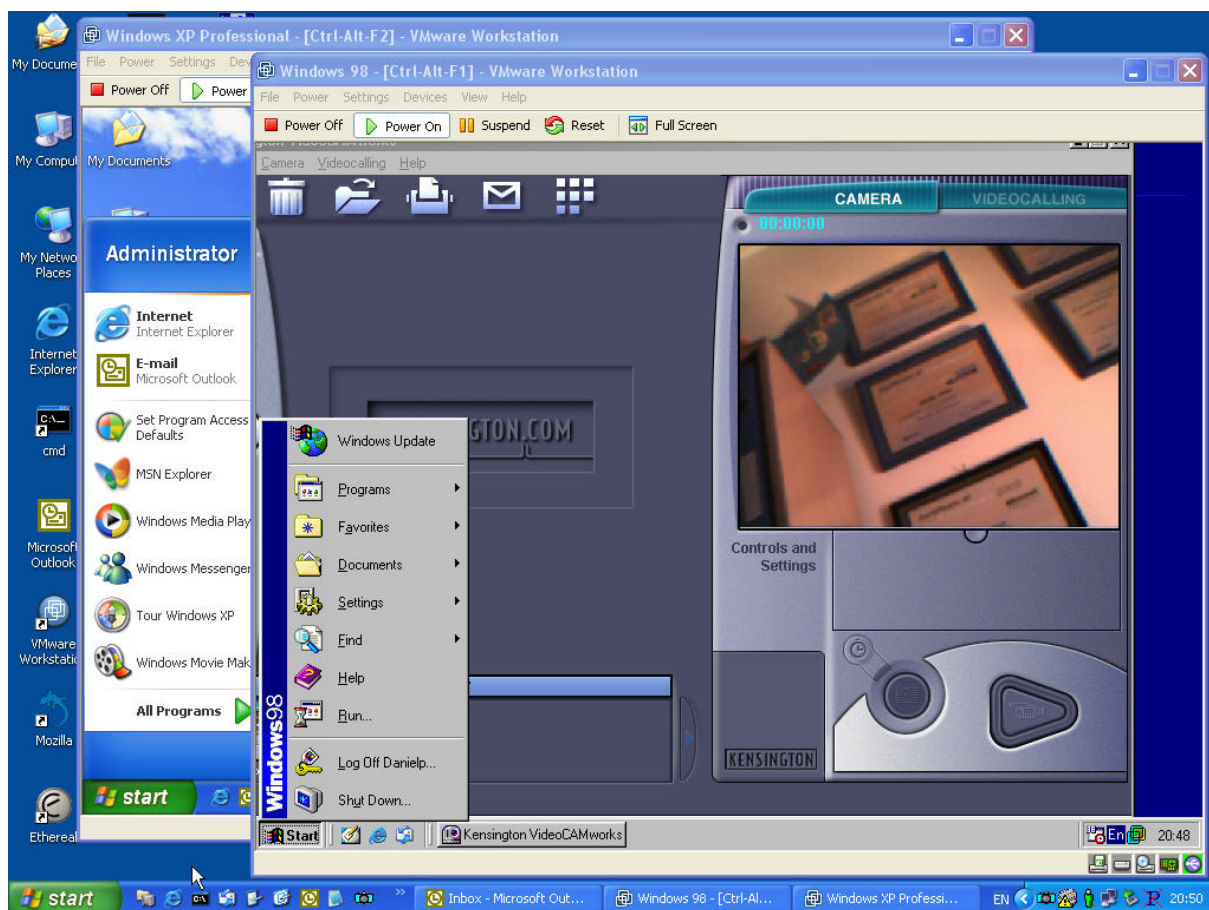 My Docume
My Comput
My Netwo
Places
Internet
Explorer
cmd
Microsoft
Outlook
VMware
Workstatio
Mozilla
Ethereal
Windows XP Professional - [Ctrl-Alt-F2] - VMware Workstation
File Power Settings Dev
Power Off Power
My Documents
Administrator
Internet
Internet Explorer
E-mail
Microsoft Outlook
Set Program Access
Defaults
MSN Explorer
Windows Media Play
Windows Messenger
Tour Windows XP
Windows Movie Mak
All Programs
start
Windows 98 - [Ctrl-Alt-F1] - VMware Workstation
File Power Settings Devices View Help
Power Off Power On Suspend Reset Full Screen
Camera Videocalling Help
CAMERA VIDEOCALLING
00:00:00
GTON.COM
Controls and
Settings
KENSINGTON
Windows98
Windows Update
Programs
Favorites
Documents
Settings
Find
Help
Run...
Log Off Danielp...
Shut Down...
Start Kensington VideoCAMworks En 20:48
start Inbox - Microsoft Out... Windows 98 - [Ctrl-Al... Windows XP Professi... EN 20:50